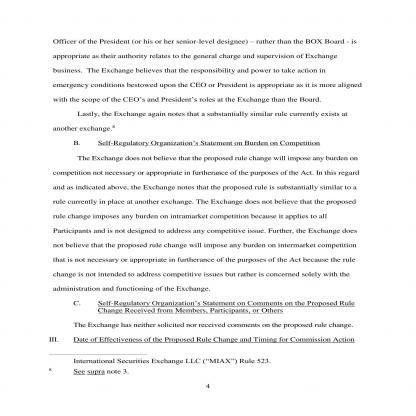 Officer of the President (or his or her senior-level designee) – rather than the BOX Board - is
appropriate as their authority relates to the general charge and supervision of Exchange
business. The Exchange believes that the responsibility and power to take action in
emergency conditions bestowed upon the CEO or President is appropriate as it is more aligned
with the scope of the CEO's and President's roles at the Exchange than the Board.
Lastly, the Exchange again notes that a substantially similar rule currently exists at
another exchange.8
B. Self-Regulatory Organization's Statement on Burden on Competition
The Exchange does not believe that the proposed rule change will impose any burden on
competition not necessary or appropriate in furtherance of the purposes of the Act. In this regard
and as indicated above, the Exchange notes that the proposed rule is substantially similar to a
rule currently in place at another exchange. The Exchange does not believe that the proposed
rule change imposes any burden on intramarket competition because it applies to all
Participants and is not designed to address any competitive issue. Further, the Exchange does
not believe that the proposed rule change will impose any burden on intermarket competition
that is not necessary or appropriate in furtherance of the purposes of the Act because the rule
change is not intended to address competitive issues but rather is concerned solely with the
administration and functioning of the Exchange.
C. Self-Regulatory Organization's Statement on Comments on the Proposed Rule
Change Received from Members, Participants, or Others
The Exchange has neither solicited nor received comments on the proposed rule change.
III. Date of Effectiveness of the Proposed Rule Change and Timing for Commission Action
International Securities Exchange LLC ("MIAX") Rule 523.
8 See supra note 3.
4